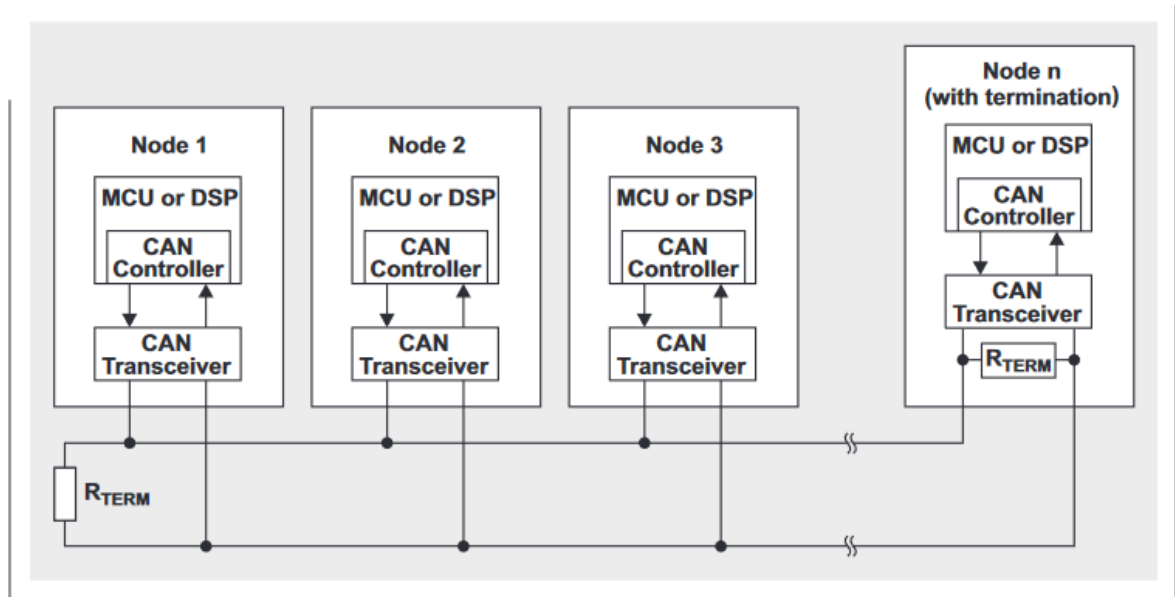 Node 1
MCU or DSP
CAN
Controller
CAN
Transceiver
Node 2
MCU or DSP
CAN
Controller
CAN
Transceiver
Node 3
MCU or DSP
CAN
Controller
CAN
Transceiver
Node n
(with termination)
MCU or DSP
CAN
Controller
CAN
Transceiver
RTERM
RTERM